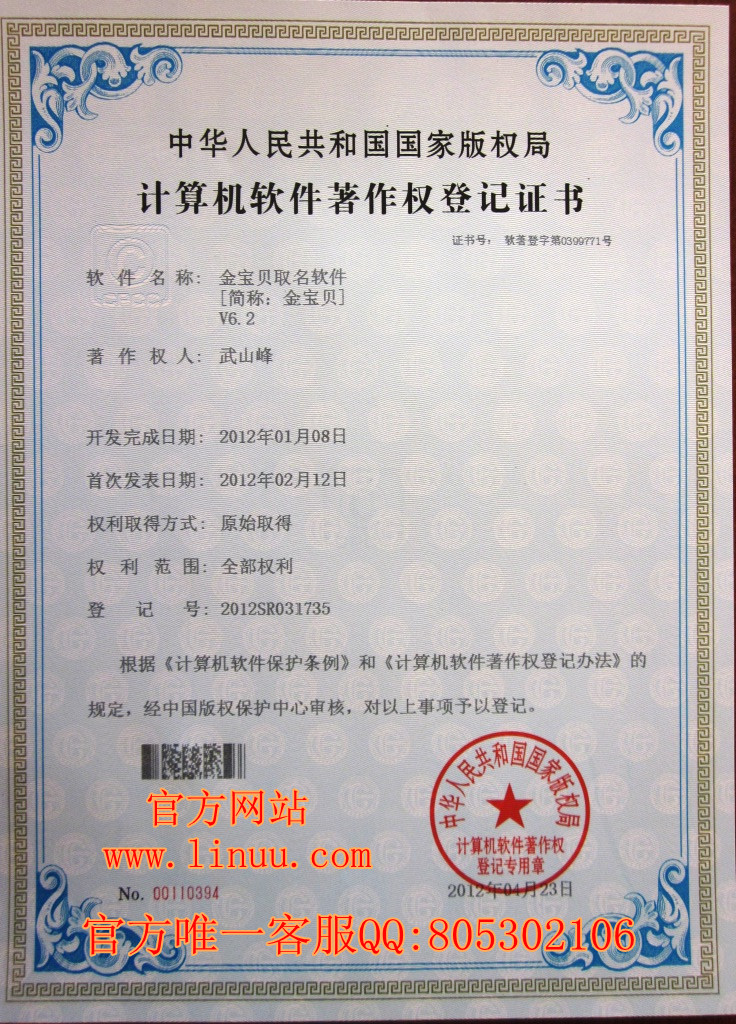 中华人民共和国国家版权局
计算机软件著作权登记证书
证书号： 软著登字第0399771号
CPCC
软件名称： 金宝贝取名软件
[简称：金宝贝]
V6.2
著作权人： 武山峰
开发完成日期： 2012年01月08日
首次发表日期： 2012年02月12日
权利取得方式： 原始取得
权利范围： 全部权利
登记号： 2012SR031735
根据《计算机软件保护条例》和《计算机软件著作权登记办法》的
规定，经中国版权保护中心审核，对以上事项予以登记。
中华人民共和国国家版权局
计算机软件著作权
登记专用章
2012年04月23日
官方网站
www.linuu.com
No. 00110394
官方唯一客服QQ:805302106